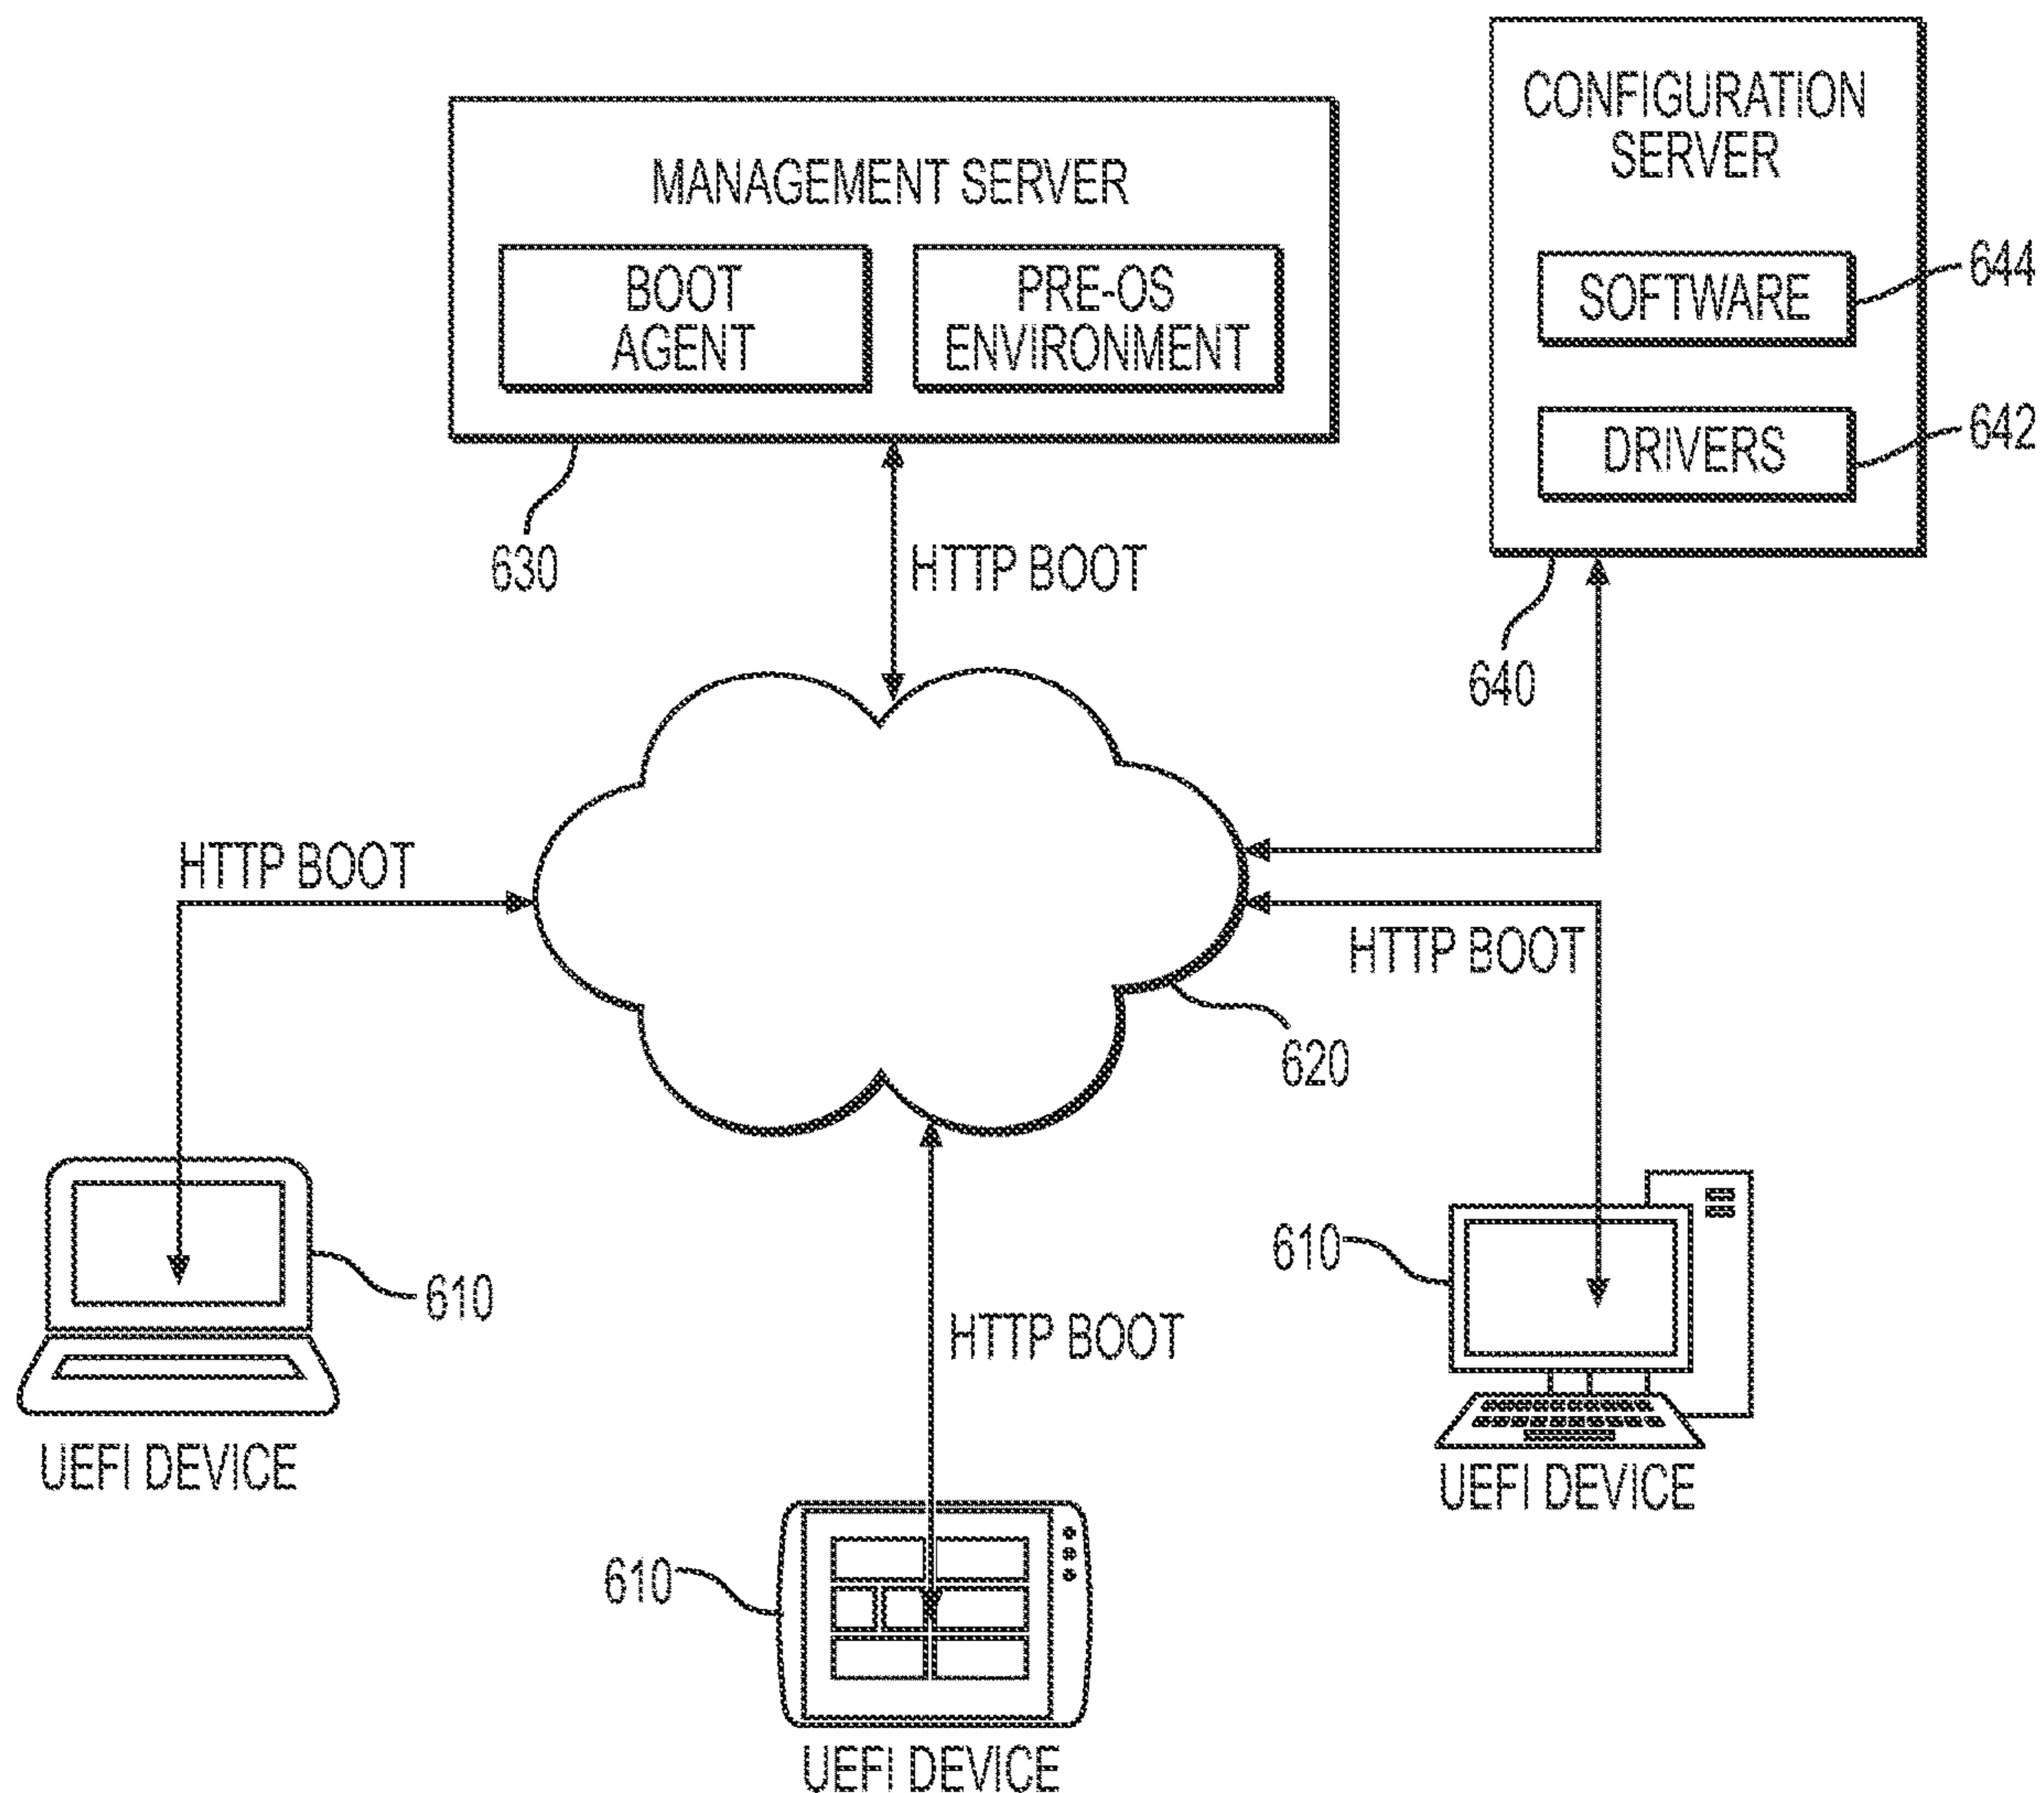 CONFIGURATION
SERVER
SOFTWARE
644
DRIVERS
642
640
MANAGEMENT SERVER
BOOT
AGENT
PRE-OS
ENVIRONMENT
630
HTTP BOOT
HTTP BOOT
HTTP BOOT
620
610
UEFI DEVICE
HTTP BOOT
610
UEFI DEVICE
610
UEFI DEVICE